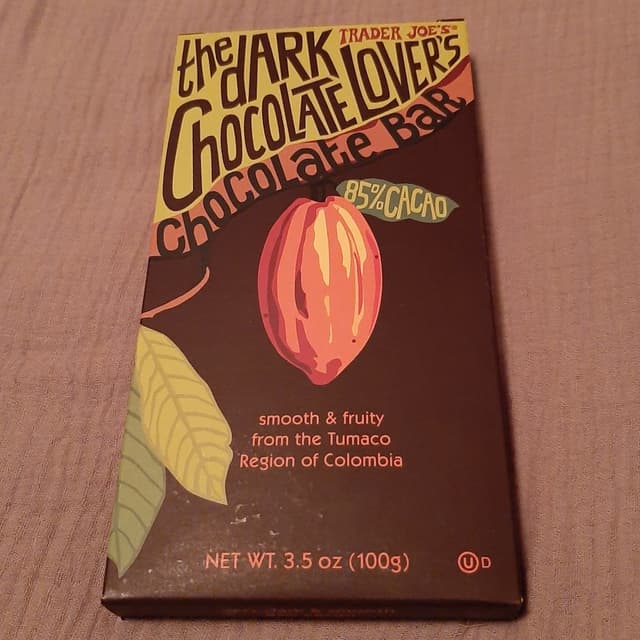 TRADER JOE'S
the dARK
CHOCOLATE LOVER'S
CHOCOLate BaR
85% CACAO
smooth & fruity
from the Tumaco
Region of Colombia
NET WT. 3.5 oz (100g)
U D